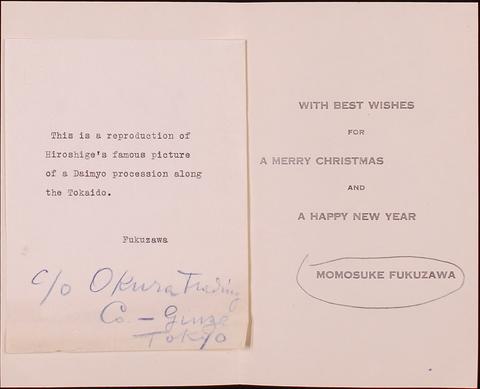 This is a reproduction of
Hiroshige's famous picture
of a Daimyo procession along
the Tokaido.
Fukuzawa
c/o Okura Trading
Co. – Ginza
Tokyo
WITH BEST WISHES
FOR
A MERRY CHRISTMAS
AND
A HAPPY NEW YEAR
MOMOSUKE FUKUZAWA